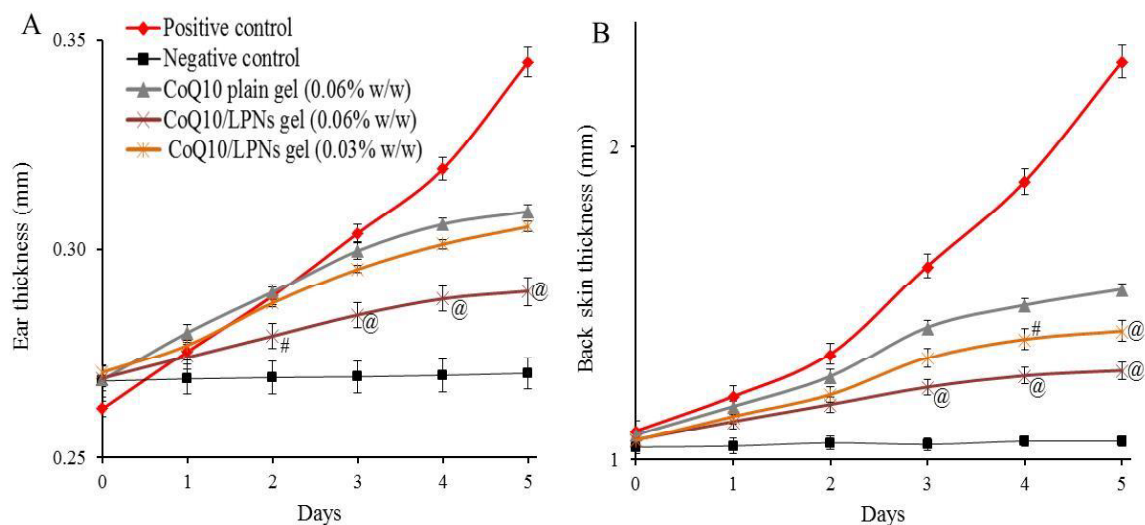 A
Positive control
Negative control
CoQ10 plain gel (0.06% w/w)
CoQ10/LPNs gel (0.06% w/w)
CoQ10/LPNs gel (0.03% w/w)
Ear thickness (mm)
0.35
0.30
0.25
# @ @ @
0 1 2 3 4 5
Days
B
Back skin thickness (mm)
2
1
# @
@ @ @
0 1 2 3 4 5
Days